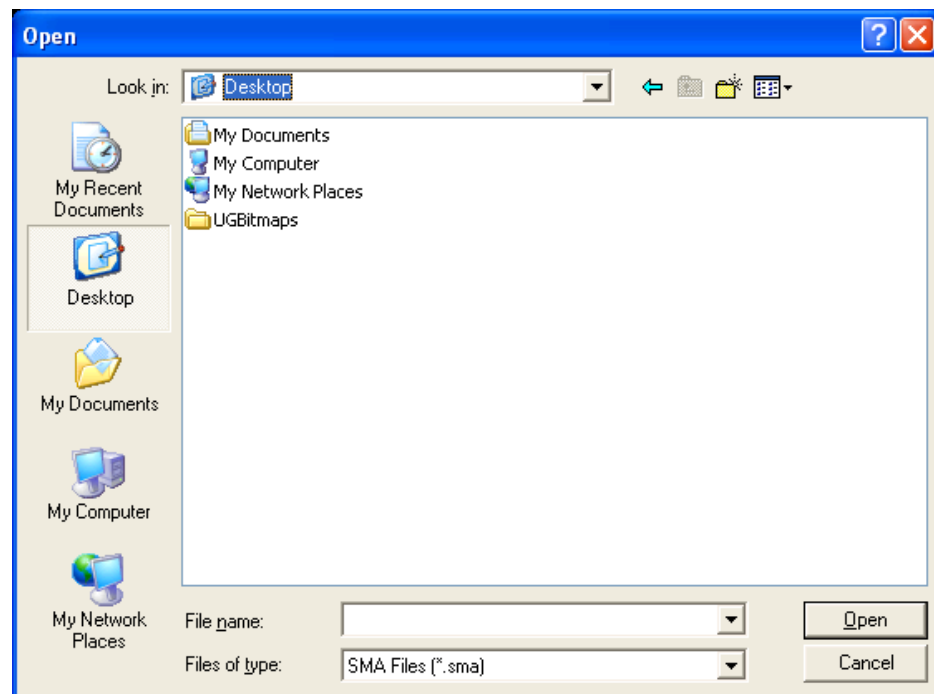 Open
Look in:
Desktop
My Recent
Documents
Desktop
My Documents
My Computer
My Network
Places
My Documents
My Computer
My Network Places
UGBitmaps
File name:
Open
Files of type:
SMA Files (*.sma)
Cancel